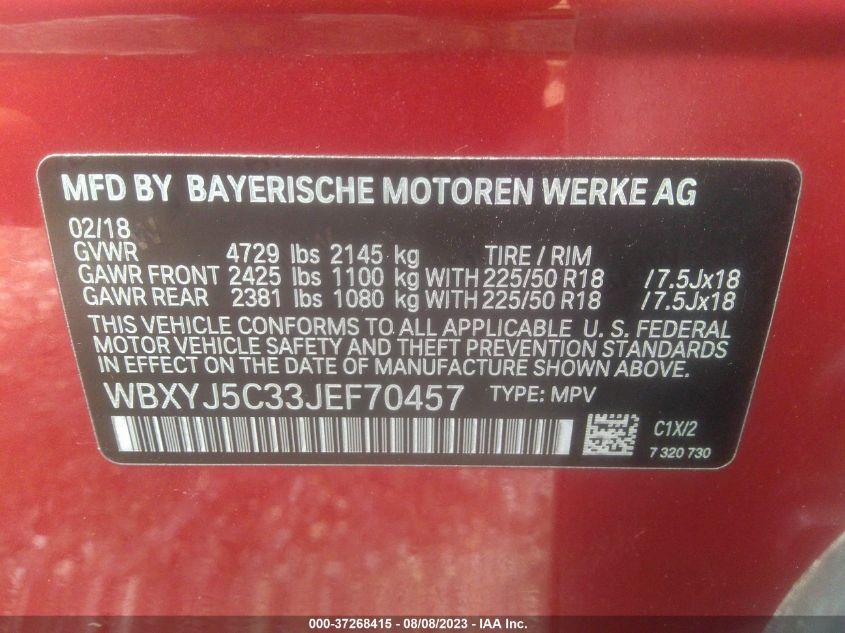 MFD BY BAYERISCHE MOTOREN WERKE AG
02/18
GVWR 4729 lbs 2145 kg TIRE / RIM
GAWR FRONT 2425 lbs 1100 kg WITH 225/50 R18 /7.5Jx18
GAWR REAR 2381 lbs 1080 kg WITH 225/50 R18 /7.5Jx18
THIS VEHICLE CONFORMS TO ALL APPLICABLE U.S. FEDERAL
MOTOR VEHICLE SAFETY AND THEFT PREVENTION STANDARDS
IN EFFECT ON THE DATE OF MANUFACTURE SHOWN ABOVE.
WBXYJ5C33JEF70457 TYPE: MPV
C1X/2
7 320 730
000-37268415 - 08/08/2023 - IAA Inc.